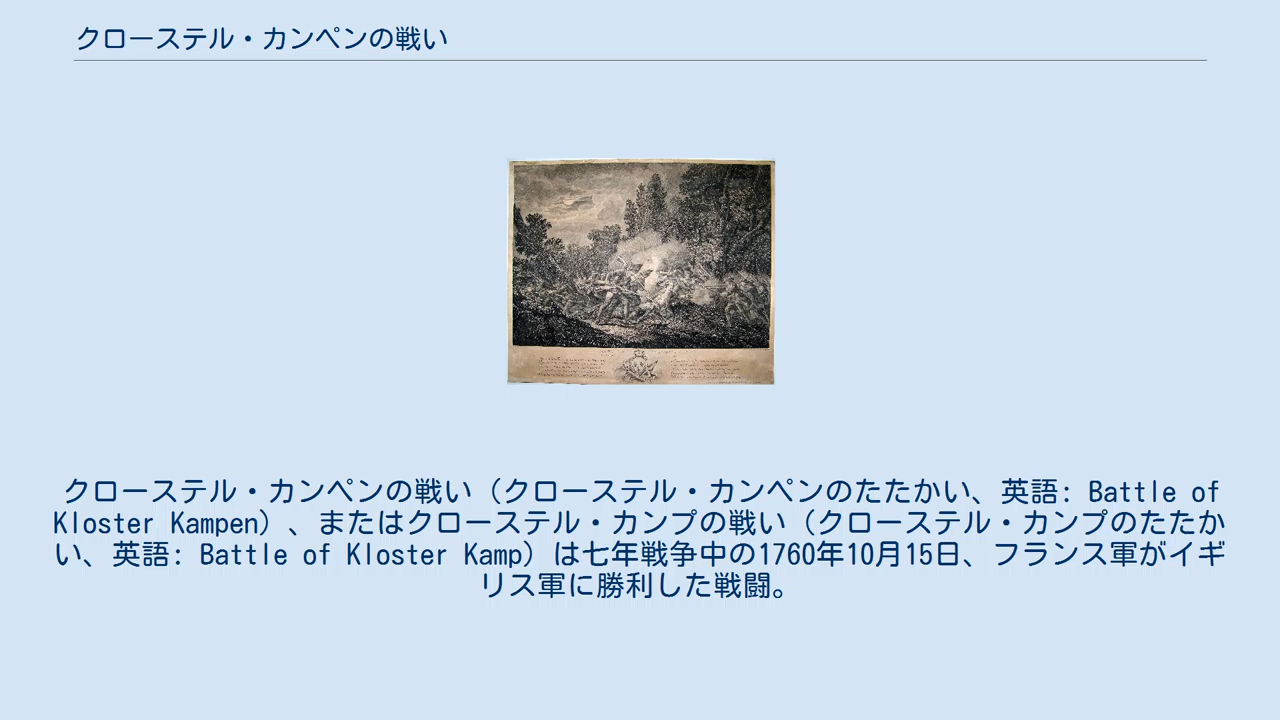 クローステル・カンペンの戦い
クローステル・カンペンの戦い（クローステル・カンペンのたたかい、英語: Battle of
Kloster Kampen）、またはクローステル・カンプの戦い（クローステル・カンプのたたか
い、英語: Battle of Kloster Kamp）は七年戦争中の1760年10月15日、フランス軍がイギ
リス軍に勝利した戦闘。